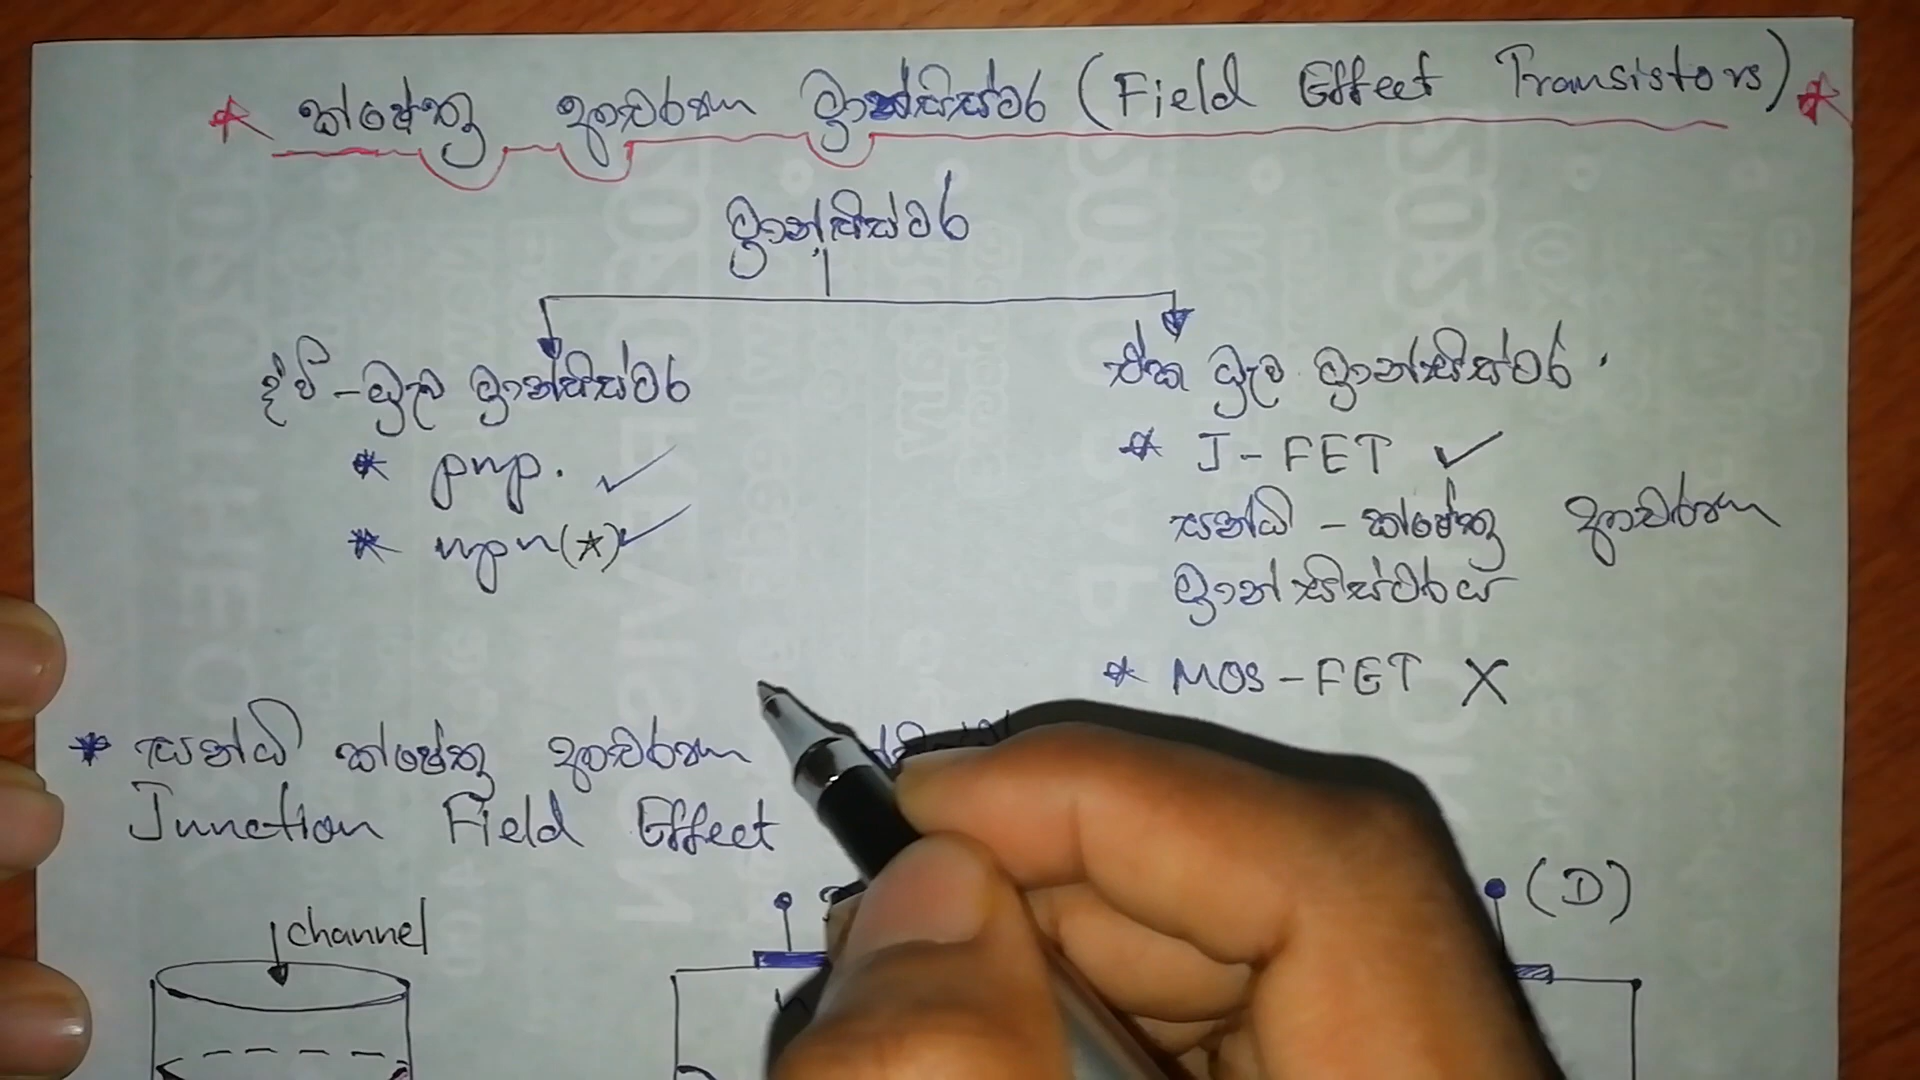 * ක්ෂේත්‍ර ආචරණ ට්‍රාන්සිස්ටර (Field Effect Transistors) *
ට්‍රාන්සිස්ටර
ද්වි-ධ්‍රැව ට්‍රාන්සිස්ටර
* pnp. ✓
* npn(*) ✓
ඒක ධ්‍රැව ට්‍රාන්සිස්ටර.
* J-FET ✓
සන්ධි - ක්ෂේත්‍ර ආචරණ
ට්‍රාන්සිස්ටරය
* MOS-FET X
* සන්ධි ක්ෂේත්‍ර ආචරණ
Junction Field Effect
channel
(D)